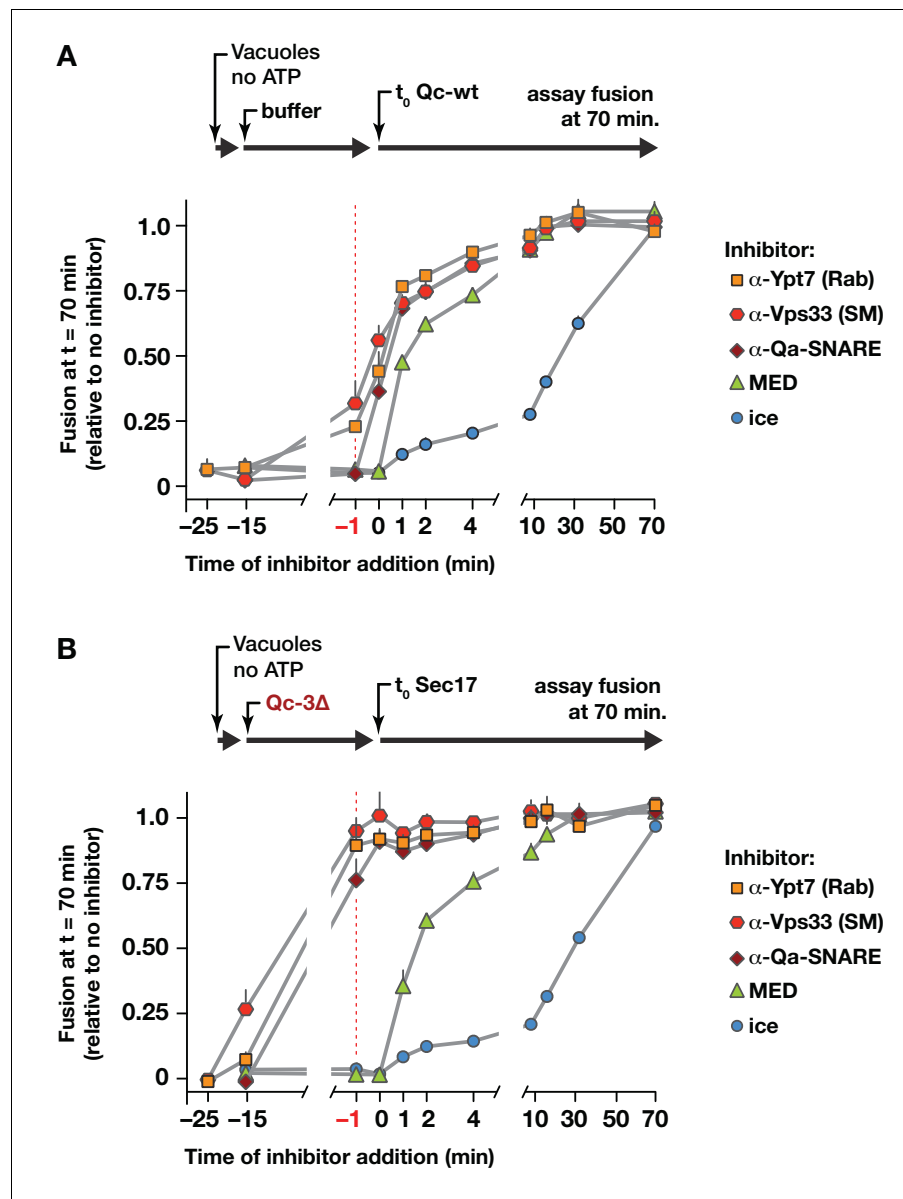 A
Vacuoles
no ATP
buffer
t0 Qc-wt
assay fusion
at 70 min.
Fusion at t = 70 min
(relative to no inhibitor)
1.0
0.75
0.50
0.25
0
−25
−15
−1
0
1
2
4
10
30
70
Time of inhibitor addition (min)
Inhibitor:
α-Ypt7 (Rab)
α-Vps33 (SM)
α-Qa-SNARE
MED
ice
B
Vacuoles
no ATP
Qc-3Δ
t0 Sec17
assay fusion
at 70 min.
Fusion at t = 70 min
(relative to no inhibitor)
1.0
0.75
0.50
0.25
0
−25
−15
−1
0
1
2
4
10
30
70
Time of inhibitor addition (min)
Inhibitor:
α-Ypt7 (Rab)
α-Vps33 (SM)
α-Qa-SNARE
MED
ice